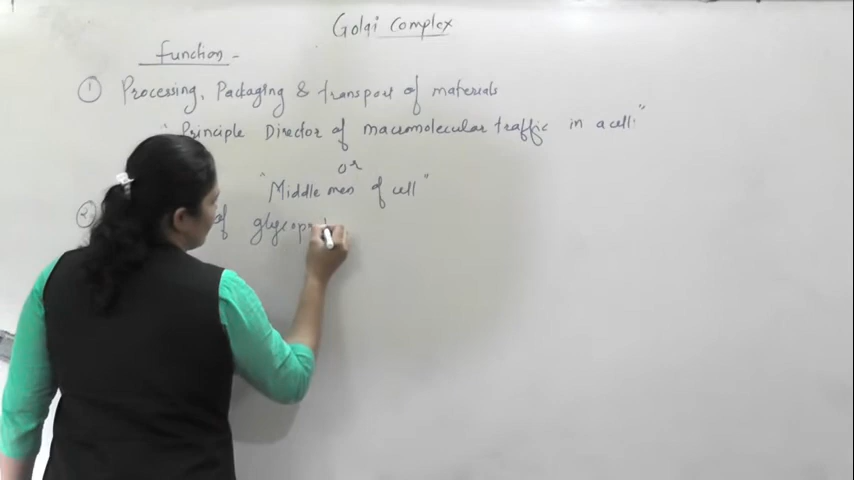 Golgi Complex
function -
① Processing, Packaging & transport of materials
"Principle Director of macromolecular traffic in a cell"
or
"Middle men of cell"
② of